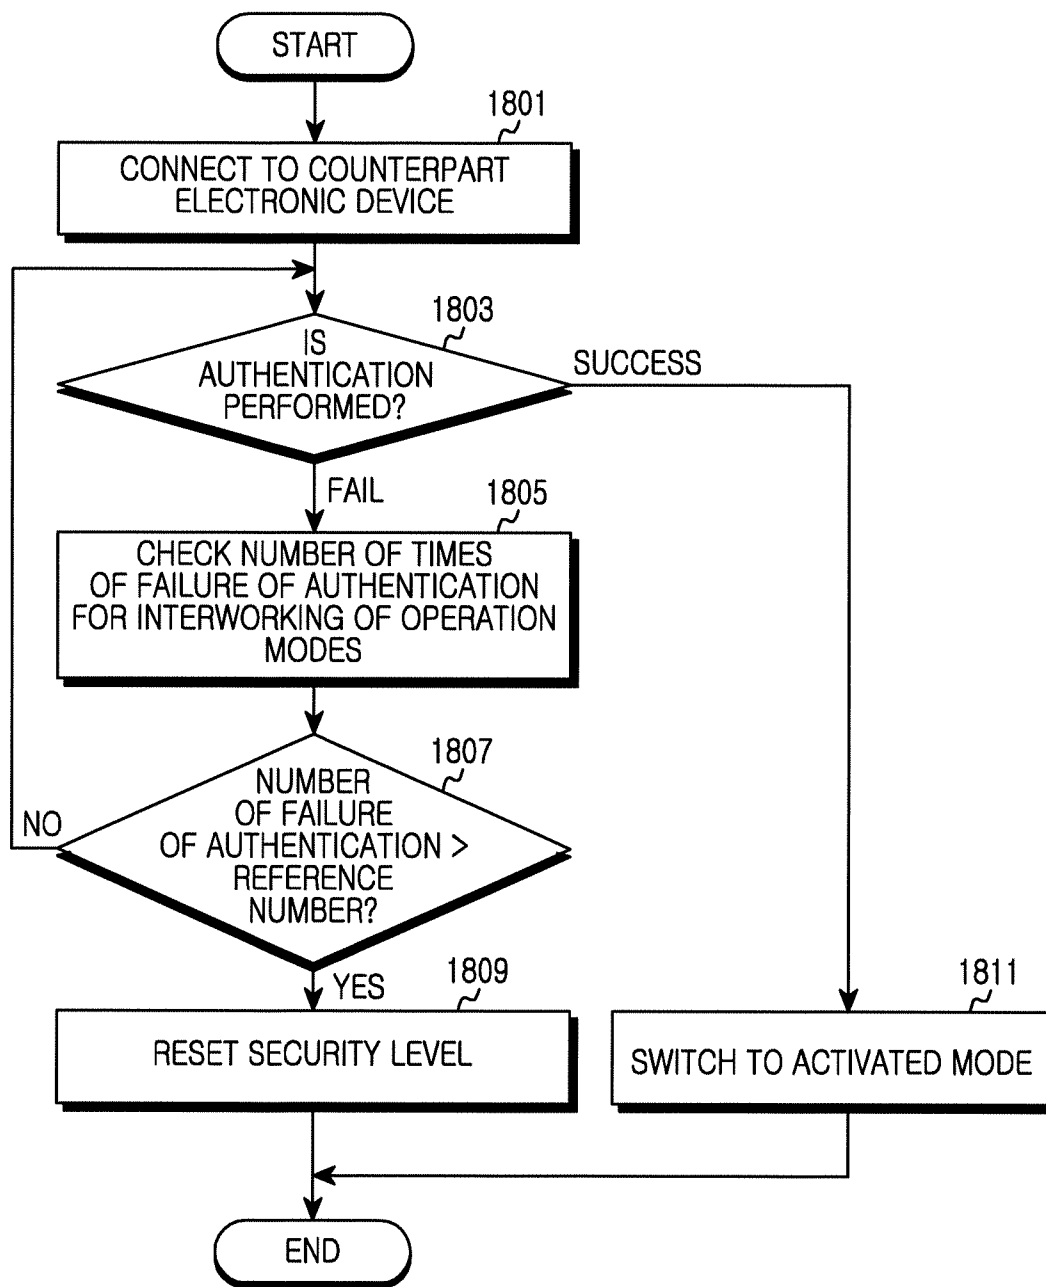 START
1801
CONNECT TO COUNTERPART
ELECTRONIC DEVICE
1803
IS
AUTHENTICATION
PERFORMED?
SUCCESS
FAIL
1805
CHECK NUMBER OF TIMES
OF FAILURE OF AUTHENTICATION
FOR INTERWORKING OF OPERATION
MODES
1807
NUMBER
OF FAILURE
OF AUTHENTICATION >
REFERENCE
NUMBER?
NO
YES
1809
RESET SECURITY LEVEL
1811
SWITCH TO ACTIVATED MODE
END